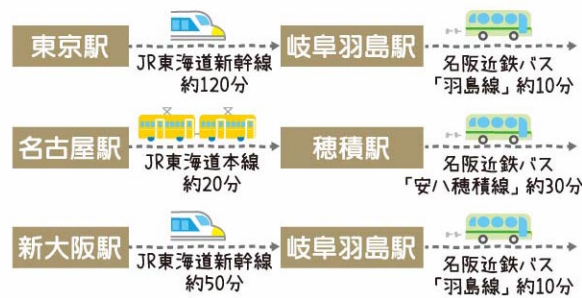 東京駅
JR東海道新幹線
約120分
岐阜羽島駅
名阪近鉄バス
「羽島線」約10分
名古屋駅
JR東海道本線
約20分
穂積駅
名阪近鉄バス
「安八穂積線」約30分
新大阪駅
JR東海道新幹線
約50分
岐阜羽島駅
名阪近鉄バス
「羽島線」約10分